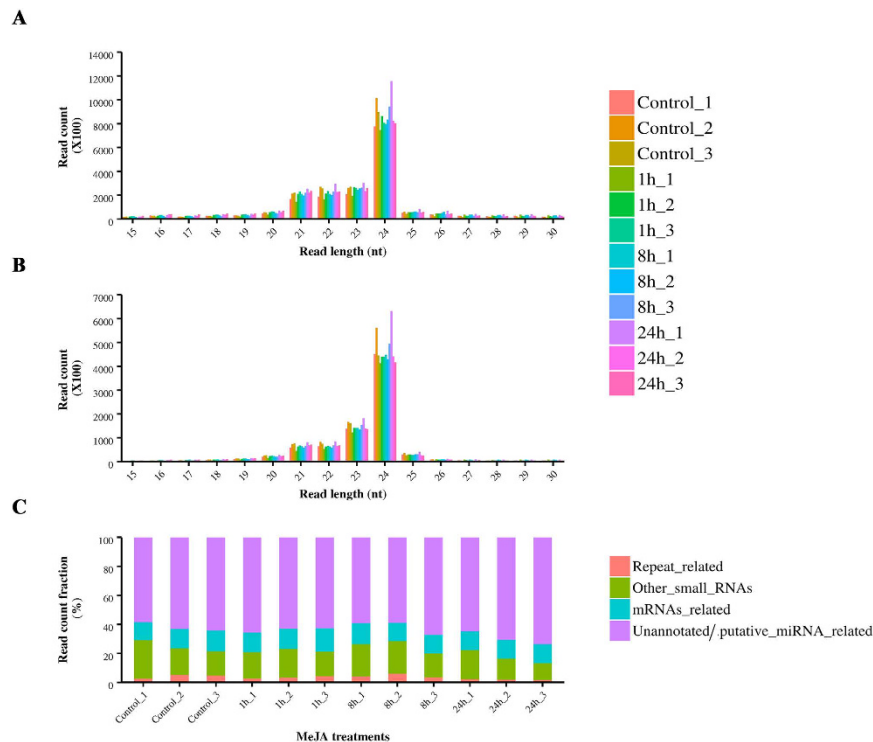 A
14000
12000
10000
8000
6000
4000
2000
0
Read count
(X100)
15 16 17 18 19 20 21 22 23 24 25 26 27 28 29 30
Read length (nt)
Control_1
Control_2
Control_3
1h_1
1h_2
1h_3
8h_1
8h_2
8h_3
24h_1
24h_2
24h_3
B
7000
6000
5000
4000
3000
2000
1000
0
Read count
(X100)
15 16 17 18 19 20 21 22 23 24 25 26 27 28 29 30
Read length (nt)
C
100
80
60
40
20
0
Read count fraction
(%)
Control_1 Control_2 Control_3 1h_1 1h_2 1h_3 8h_1 8h_2 8h_3 24h_1 24h_2 24h_3
MeJA treatments
Repeat_related
Other_small_RNAs
mRNAs_related
Unannotated/.putative_miRNA_related